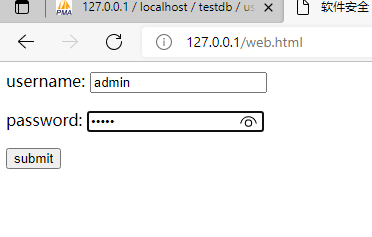 PMA 127.0.0.1 / localhost / testdb / us 软件安全
127.0.0.1/web.html
username: admin
password: •••••
submit